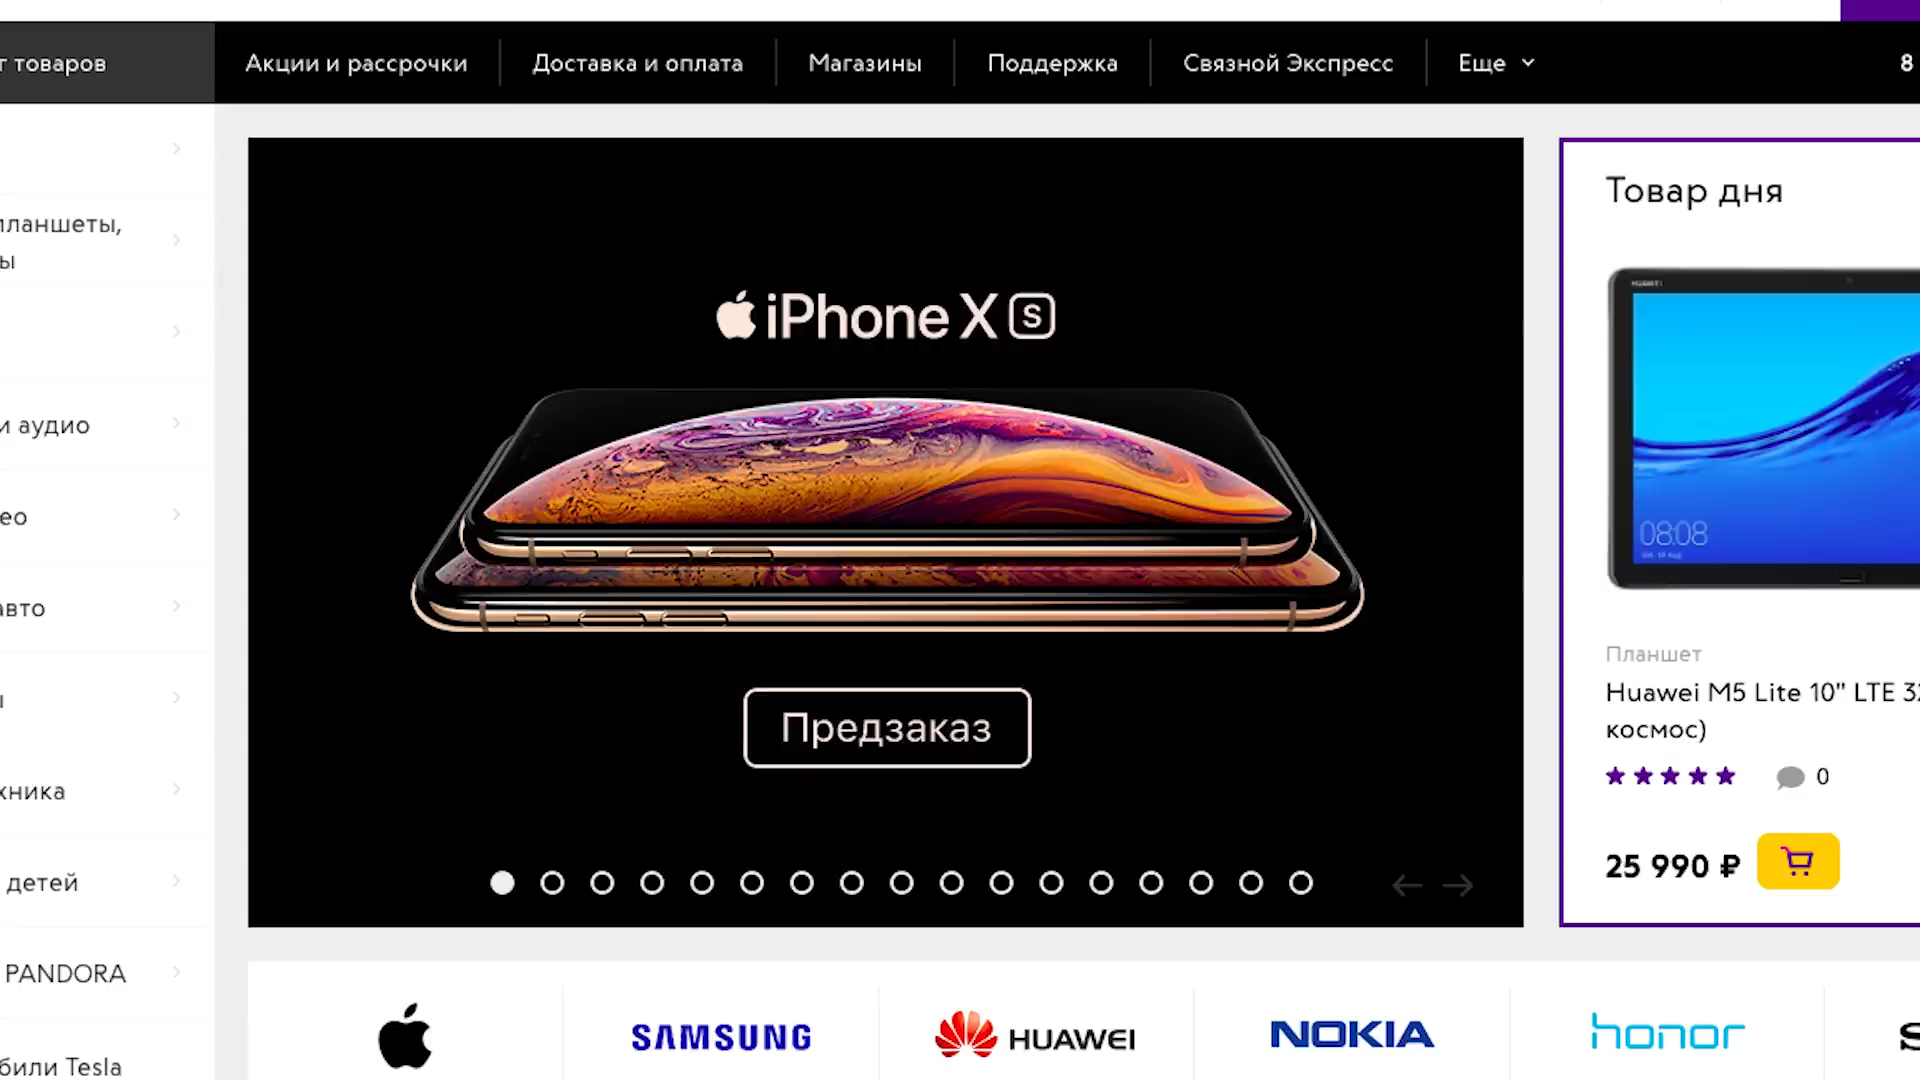 товаров
Акции и рассрочки
Доставка и оплата
Магазины
Поддержка
Связной Экспресс
Еще
8
планшеты,
ы
и аудио
ео
авто
хника
детей
PANDORA
били Tesla
iPhone XS
Предзаказ
Товар дня
HUAWEI
08:08
Планшет
Huawei M5 Lite 10" LTE 32
космос)
0
25 990 ₽
SAMSUNG
HUAWEI
NOKIA
honor